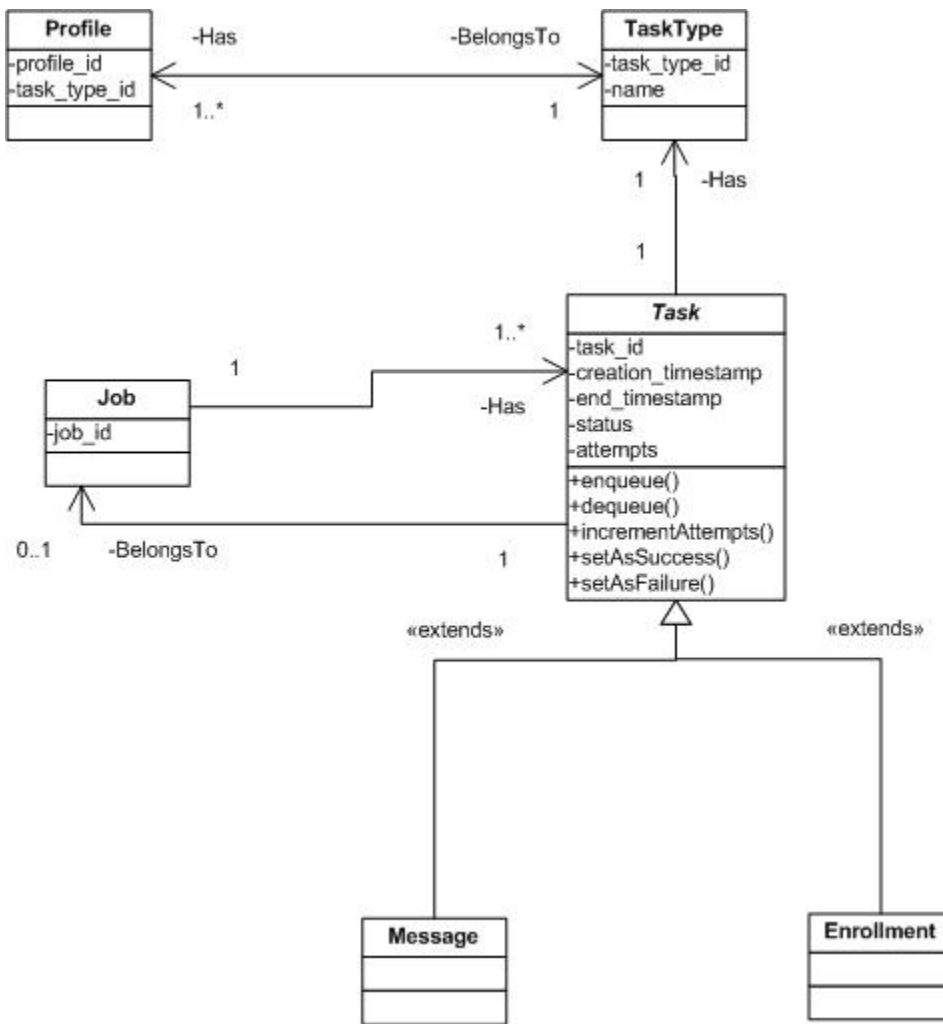 Profile
-profile_id
-task_type_id
-Has
1..*
-BelongsTo
1
TaskType
-task_type_id
-name
1
-Has
1
Task
-task_id
-creation_timestamp
-end_timestamp
-status
-attempts
+enqueue()
+dequeue()
+incrementAttempts()
+setAsSuccess()
+setAsFailure()
1
1..*
-Has
Job
-job_id
0..1
-BelongsTo
1
«extends»
«extends»
Message
Enrollment